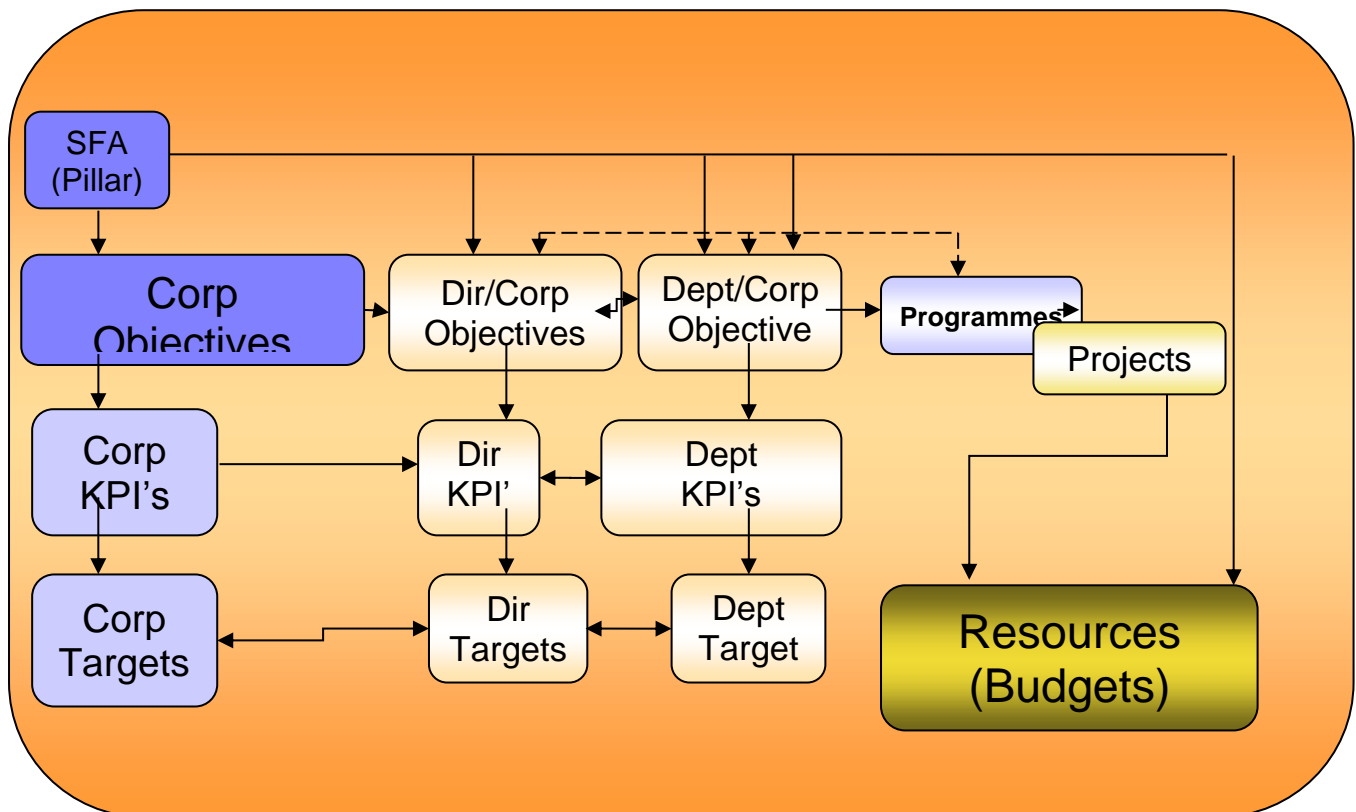 SFA
(Pillar)
Corp
Objectives
Dir/Corp
Objectives
Dept/Corp
Objective
Programmes
Projects
Corp
KPI's
Dir
KPI'
Dept
KPI's
Corp
Targets
Dir
Targets
Dept
Target
Resources
(Budgets)